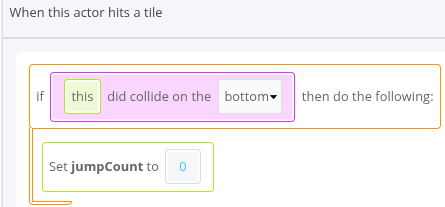 When this actor hits a tile
if this did collide on the bottom then do the following:
Set jumpCount to 0